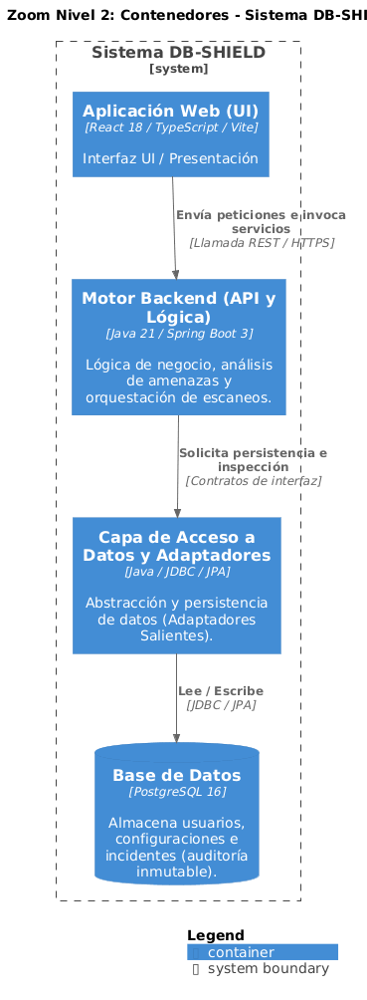 Zoom Nivel 2: Contenedores - Sistema DB-SHI
Sistema DB-SHIELD
[system]
Aplicación Web (UI)
[React 18 / TypeScript / Vite]
Interfaz UI / Presentación
Envía peticiones e invoca
servicios
[Llamada REST / HTTPS]
Motor Backend (API y
Lógica)
[Java 21 / Spring Boot 3]
Lógica de negocio, análisis
de amenazas y
orquestación de escaneos.
Solicita persistencia e
inspección
[Contratos de interfaz]
Capa de Acceso a
Datos y Adaptadores
[Java / JDBC / JPA]
Abstracción y persistencia
de datos (Adaptadores
Salientes).
Lee / Escribe
[JDBC / JPA]
Base de Datos
[PostgreSQL 16]
Almacena usuarios,
configuraciones e
incidentes (auditoría
inmutable).
Legend
container
system boundary